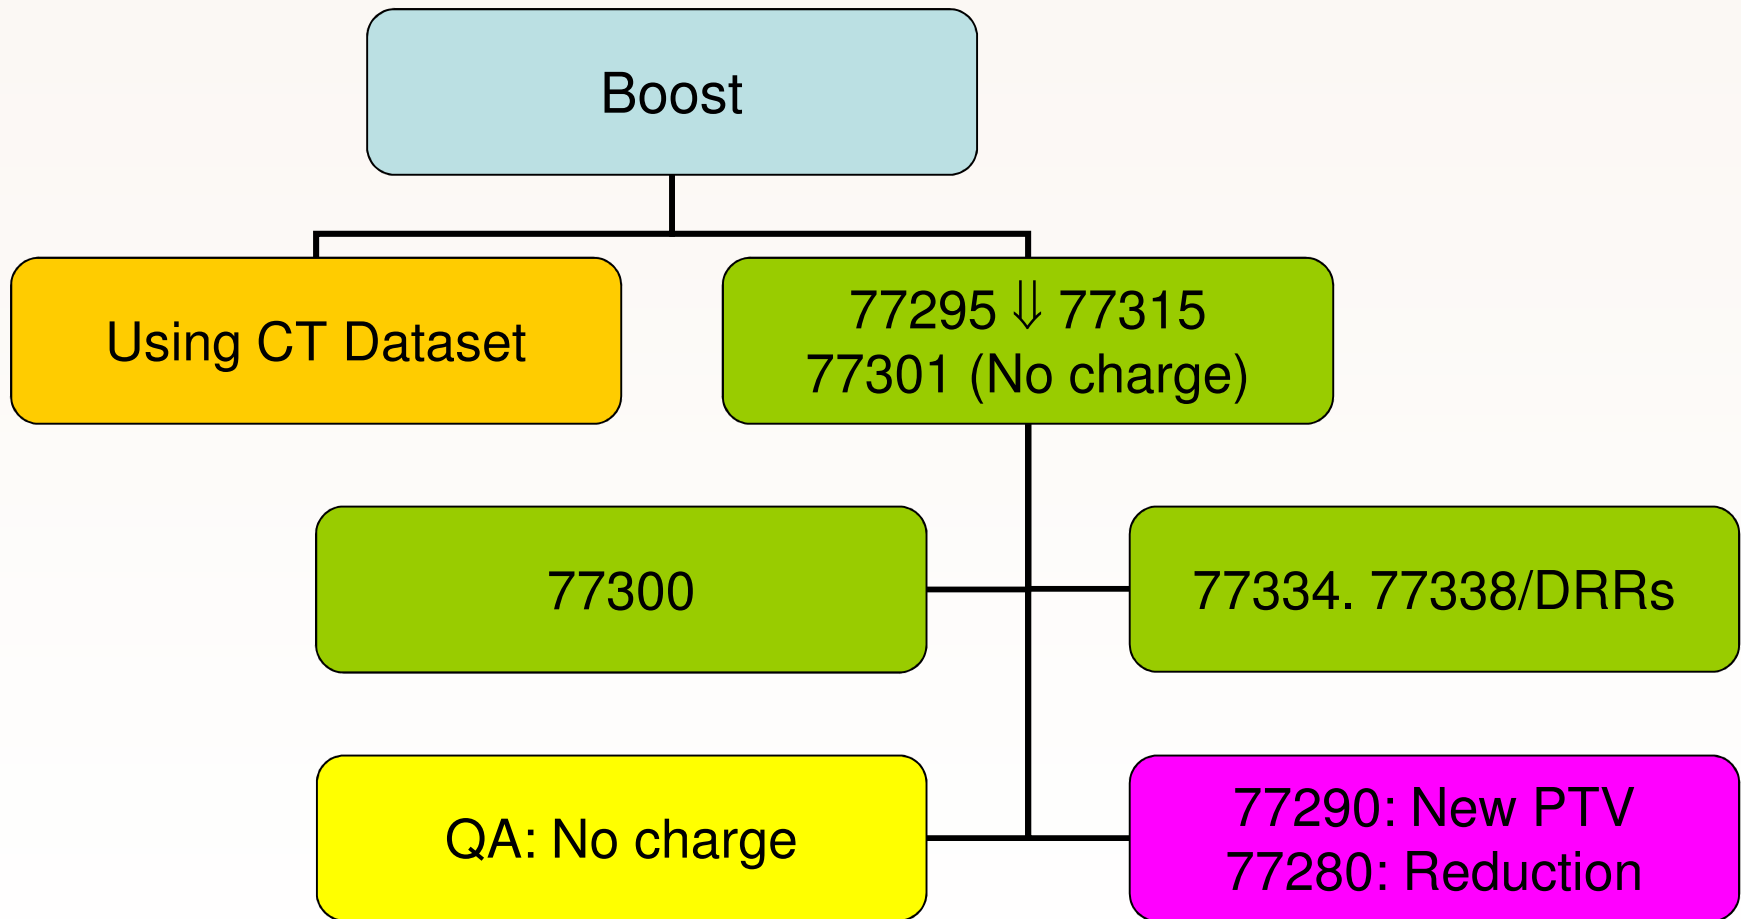 Boost
Using CT Dataset
77295 ⇓ 77315
77301 (No charge)
77300
77334. 77338/DRRs
QA: No charge
77290: New PTV
77280: Reduction